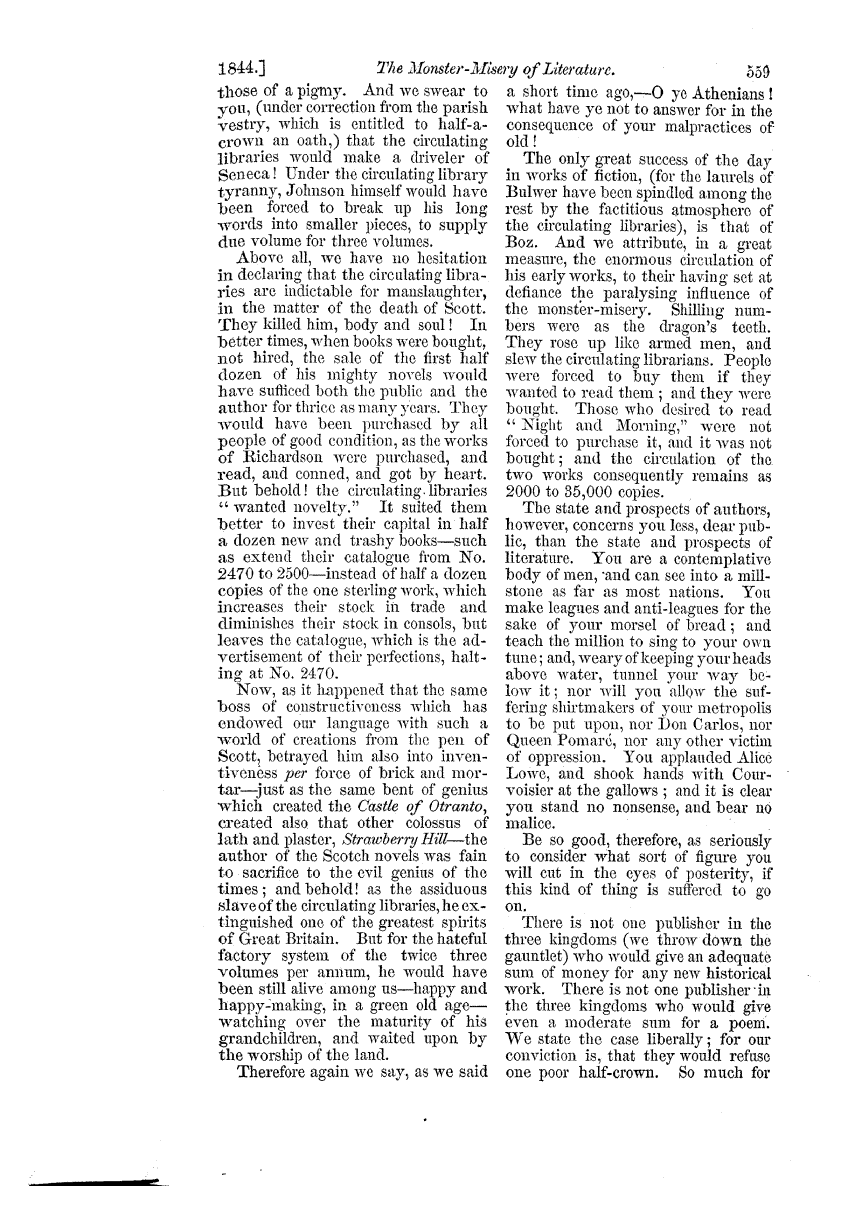 1844.] The Monster-Misery of Literature. 559
those of a pigmy. And we swear to
you, (under correction from the parish
vestry, which is entitled to half-a-
crown an oath,) that the circulating
libraries would make a driveler of
Seneca! Under the circulating library
tyranny, Johnson himself would have
been forced to break up his long
words into smaller pieces, to supply
due volume for three volumes.
Above all, we have no hesitation
in declaring that the circulating libra-
ries are indictable for manslaughter,
in the matter of the death of Scott.
They killed him, body and soul! In
better times, when books were bought,
not hired, the sale of the first half
dozen of his mighty novels would
have sufficed both the public and the
author for thrice as many years. They
would have been purchased by all
people of good condition, as the works
of Richardson were purchased, and
read, and conned, and got by heart.
But behold! the circulating libraries
“ wanted novelty.” It suited them
better to invest their capital in half
a dozen new and trashy books—such
as extend their catalogue from No.
2470 to 2500—instead of half a dozen
copies of the one sterling work, which
increases their stock in trade and
diminishes their stock in consols, but
leaves the catalogue, which is the ad-
vertisement of their perfections, halt-
ing at No. 2470.
Now, as it happened that the same
boss of constructiveness which has
endowed our language with such a
world of creations from the pen of
Scott, betrayed him also into inven-
tiveness per force of brick and mor-
tar—just as the same bent of genius
which created the Castle of Otranto,
created also that other colossus of
lath and plaster, Strawberry Hill—the
author of the Scotch novels was fain
to sacrifice to the evil genius of the
times; and behold! as the assiduous
slave of the circulating libraries, he ex-
tinguished one of the greatest spirits
of Great Britain. But for the hateful
factory system of the twice three
volumes per annum, he would have
been still alive among us—happy and
happy-making, in a green old age—
watching over the maturity of his
grandchildren, and waited upon by
the worship of the land.
Therefore again we say, as we said
a short time ago,—O ye Athenians!
what have ye not to answer for in the
consequence of your malpractices of
old!
The only great success of the day
in works of fiction, (for the laurels of
Bulwer have been spindled among the
rest by the factitious atmosphere of
the circulating libraries), is that of
Boz. And we attribute, in a great
measure, the enormous circulation of
his early works, to their having set at
defiance the paralysing influence of
the monster-misery. Shilling num-
bers were as the dragon's teeth.
They rose up like armed men, and
slew the circulating librarians. People
were forced to buy them if they
wanted to read them; and they were
bought. Those who desired to read
“ Night and Morning,” were not
forced to purchase it, and it was not
bought; and the circulation of the
two works consequently remains as
2000 to 35,000 copies.
The state and prospects of authors,
however, concerns you less, dear pub-
lic, than the state and prospects of
literature. You are a contemplative
body of men, and can see into a mill-
stone as far as most nations. You
make leagues and anti-leagues for the
sake of your morsel of bread; and
teach the million to sing to your own
tune; and, weary of keeping your heads
above water, tunnel your way be-
low it; nor will you allow the suf-
fering shirtmakers of your metropolis
to be put upon, nor Don Carlos, nor
Queen Pomaré, nor any other victim
of oppression. You applauded Alice
Lowe, and shook hands with Cour-
voisier at the gallows; and it is clear
you stand no nonsense, and bear no
malice.
Be so good, therefore, as seriously
to consider what sort of figure you
will cut in the eyes of posterity, if
this kind of thing is suffered to go
on.
There is not one publisher in the
three kingdoms (we throw down the
gauntlet) who would give an adequate
sum of money for any new historical
work. There is not one publisher in
the three kingdoms who would give
even a moderate sum for a poem.
We state the case liberally; for our
conviction is, that they would refuse
one poor half-crown. So much for